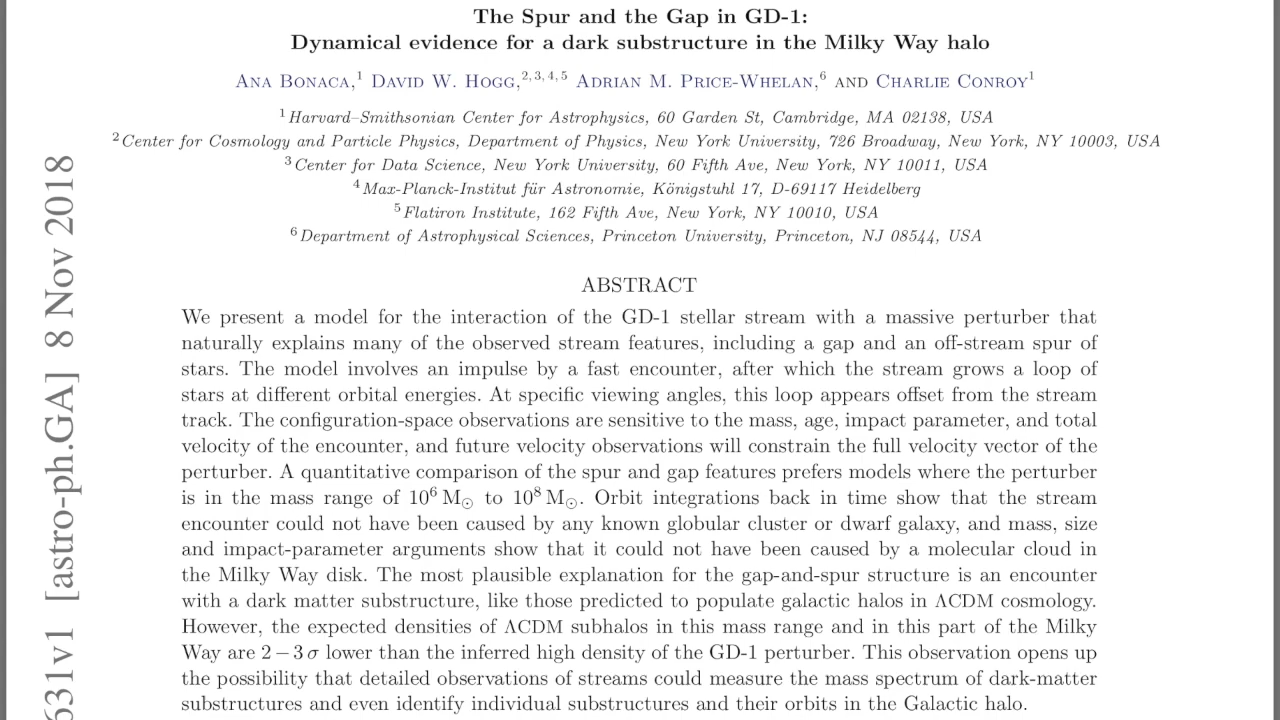 The Spur and the Gap in GD-1:
Dynamical evidence for a dark substructure in the Milky Way halo
Ana Bonaca,1 David W. Hogg,2, 3, 4, 5 Adrian M. Price-Whelan,6 and Charlie Conroy1
1 Harvard–Smithsonian Center for Astrophysics, 60 Garden St, Cambridge, MA 02138, USA
2 Center for Cosmology and Particle Physics, Department of Physics, New York University, 726 Broadway, New York, NY 10003, USA
3 Center for Data Science, New York University, 60 Fifth Ave, New York, NY 10011, USA
4 Max-Planck-Institut für Astronomie, Königstuhl 17, D-69117 Heidelberg
5 Flatiron Institute, 162 Fifth Ave, New York, NY 10010, USA
6 Department of Astrophysical Sciences, Princeton University, Princeton, NJ 08544, USA
ABSTRACT
We present a model for the interaction of the GD-1 stellar stream with a massive perturber that
naturally explains many of the observed stream features, including a gap and an off-stream spur of
stars. The model involves an impulse by a fast encounter, after which the stream grows a loop of
stars at different orbital energies. At specific viewing angles, this loop appears offset from the stream
track. The configuration-space observations are sensitive to the mass, age, impact parameter, and total
velocity of the encounter, and future velocity observations will constrain the full velocity vector of the
perturber. A quantitative comparison of the spur and gap features prefers models where the perturber
is in the mass range of 10^6 M⊙ to 10^8 M⊙. Orbit integrations back in time show that the stream
encounter could not have been caused by any known globular cluster or dwarf galaxy, and mass, size
and impact-parameter arguments show that it could not have been caused by a molecular cloud in
the Milky Way disk. The most plausible explanation for the gap-and-spur structure is an encounter
with a dark matter substructure, like those predicted to populate galactic halos in ΛCDM cosmology.
However, the expected densities of ΛCDM subhalos in this mass range and in this part of the Milky
Way are 2 − 3 σ lower than the inferred high density of the GD-1 perturber. This observation opens up
the possibility that detailed observations of streams could measure the mass spectrum of dark-matter
substructures and even identify individual substructures and their orbits in the Galactic halo.
631v1 [astro-ph.GA] 8 Nov 2018